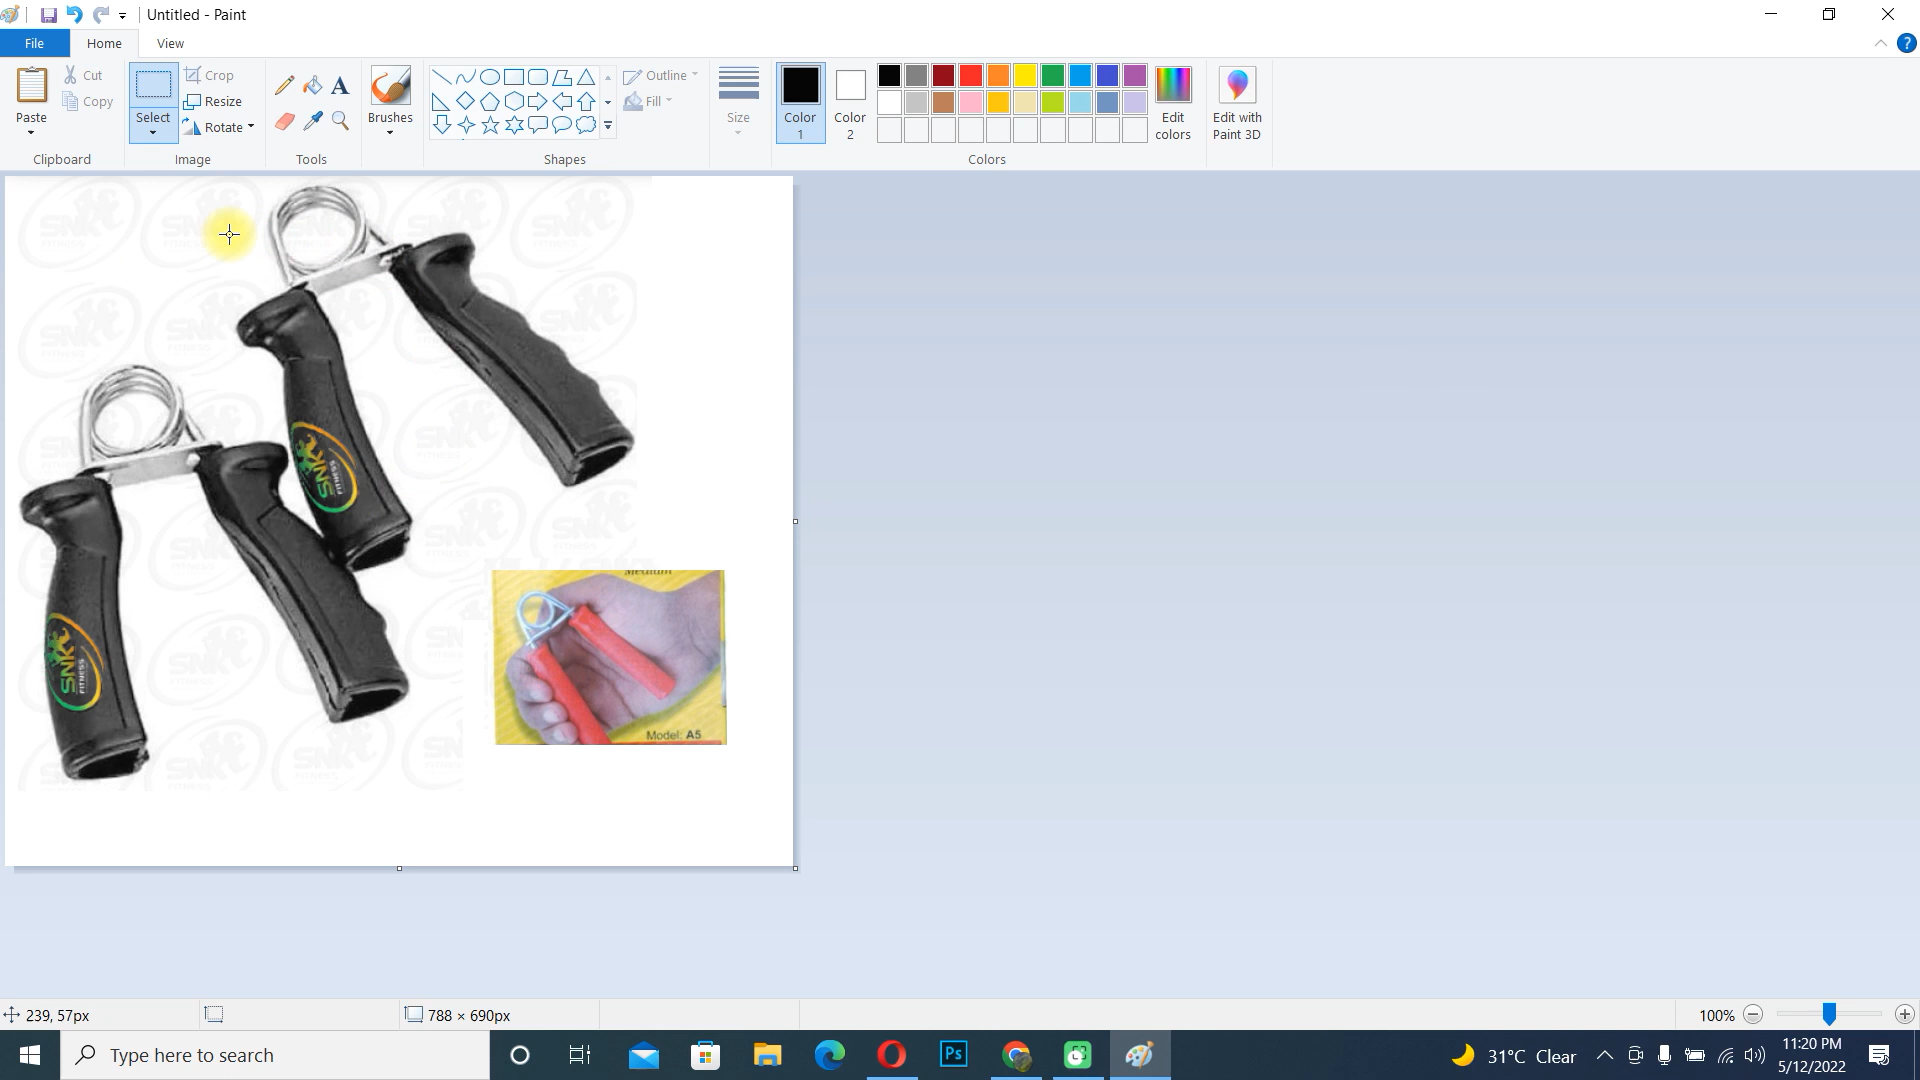 Untitled - Paint
File
Home
View
Paste
Cut
Copy
Clipboard
Select
Crop
Resize
Rotate
Image
A
Tools
Brushes
Outline
Fill
Shapes
Size
Color
1
Color
2
Edit
colors
Edit with
Paint 3D
Colors
?
SNK
FITNESS
SNK
FITNESS
Medium
Model: A5
239, 57px
788 × 690px
100%
Type here to search
Ps
31°C Clear
11:20 PM
5/12/2022